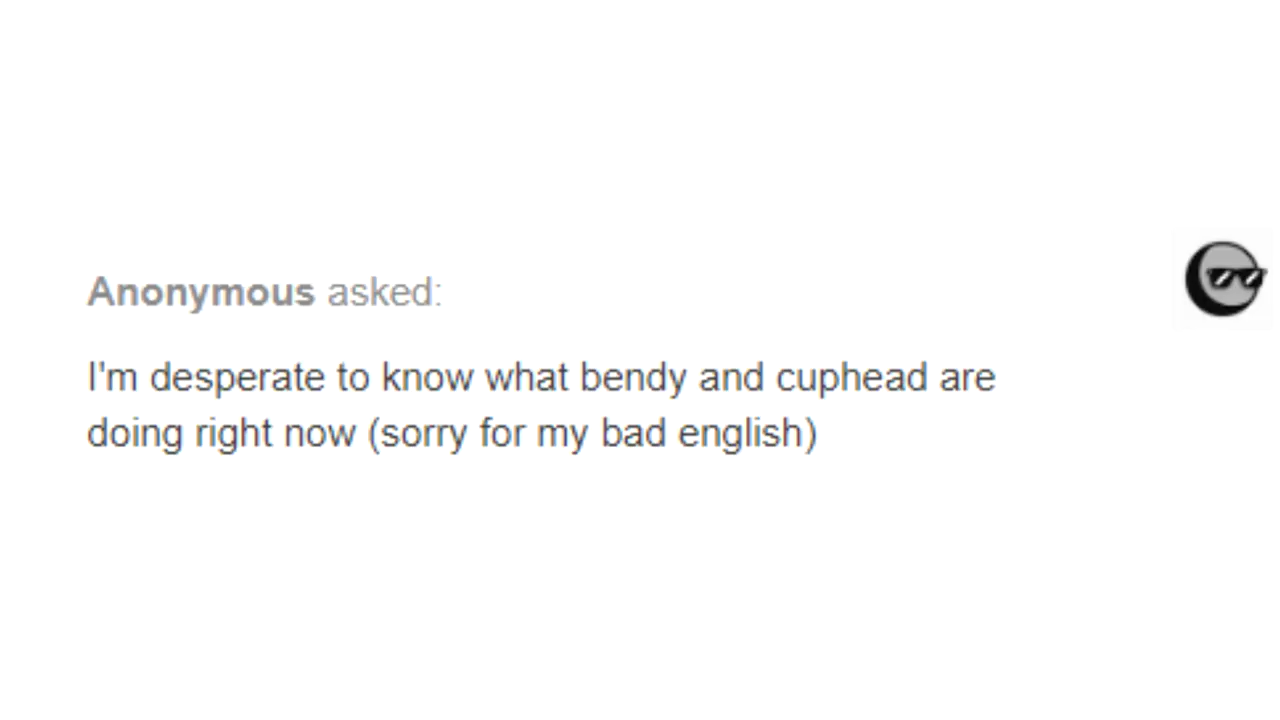 Anonymous asked:
I'm desperate to know what bendy and cuphead are
doing right now (sorry for my bad english)